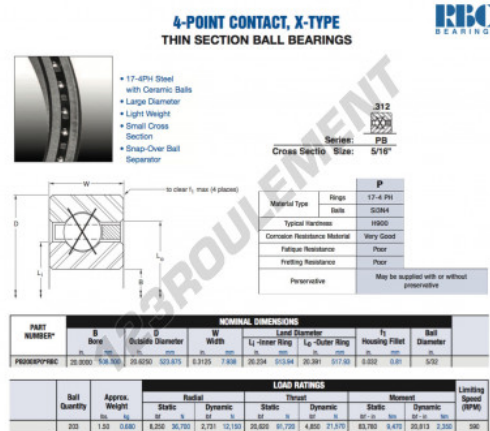 4-POINT CONTACT, X-TYPE
THIN SECTION BALL BEARINGS
RBC
BEARINGS
• 17-4PH Steel
with Ceramic Balls
• Large Diameter
• Light Weight
• Small Cross
Section
• Snap-Over Ball
Separator
.312
Series: PB
Cross Sectio Size: 5/16"
W
to clear f₁ max (4 places)
D
L₁
B
P
Material Type Rings 17-4 PH
Balls SI3N4
Typical Hardness H900
Corrosion Resistance Material Very Good
Fatigue Resistance Poor
Fretting Resistance Poor
Perservative May be supplied with or without
preservative
123ROULEMENT
NOMINAL DIMENSIONS
PART
NUMBER*
B
Bore
D
Outside Diameter
W
Width
Land Diameter
L₁ -Inner Ring L₀ -Outer Ring
f₁
Housing Fillet
Ball
Diameter
in. mm in. mm in. mm in. mm in. mm in. mm in.
20.0000 508.000 20.6250 523.875 0.3125 7.938 20.234 513.94 20.391 517.93 0.032 0.81 5/32
LOAD RATINGS
Ball
Quantity
Approx.
Weight
Radial
Thrust
Moment
Limiting
Speed
(RPM)
Static Dynamic Static Dynamic Static Dynamic
lbs. kg lbf N lbf N lbf N lbf N lbf - in Nm lbf - in Nm
203 1.50 0.680 8,250 36,700 2,731 12,150 20,620 91,720 4,850 21,570 83,780 9,470 20,813 2,350 590